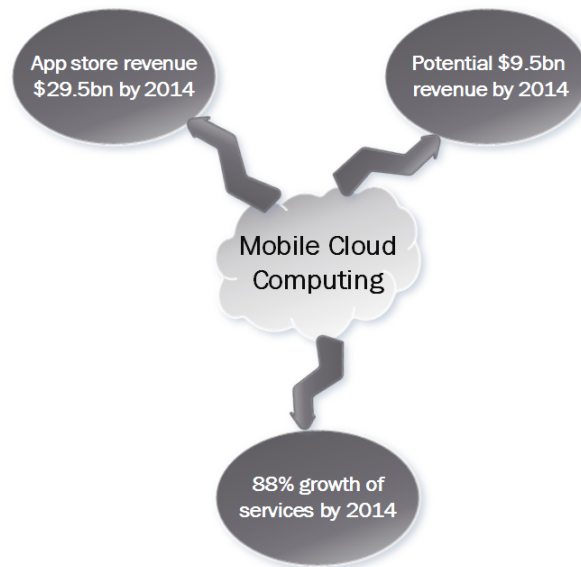 App store revenue
$29.5bn by 2014
Potential $9.5bn
revenue by 2014
Mobile Cloud
Computing
88% growth of
services by 2014